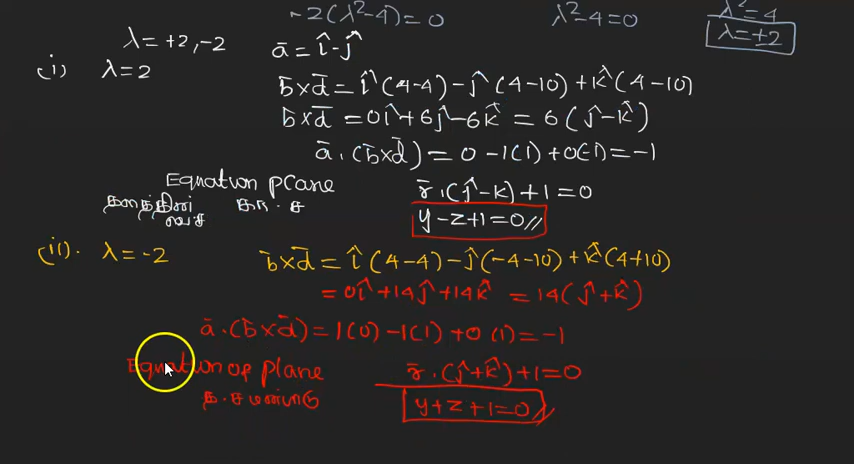 -2(λ²-4)=0 λ²-4=0 λ²=4
λ=±2
λ=+2,-2 ā=î-ĵ
(i) λ=2
b̄×d̄=î(4-4)-ĵ(4-10)+k̂(4-10)
b̄×d̄=0î+6ĵ-6k̂=6(ĵ-k̂)
ā.(b̄×d̄)=0-1(1)+0(-1)=-1
Equation plane r̄.(ĵ-k̂)+1=0
y-z+1=0//
(ii). λ=-2 b̄×d̄=î(4-4)-ĵ(-4-10)+k̂(4+10)
=0î+14ĵ+14k̂=14(ĵ+k̂)
ā.(b̄×d̄)=1(0)-1(1)+0(1)=-1
Equation of plane r̄.(ĵ+k̂)+1=0
y+z+1=0//